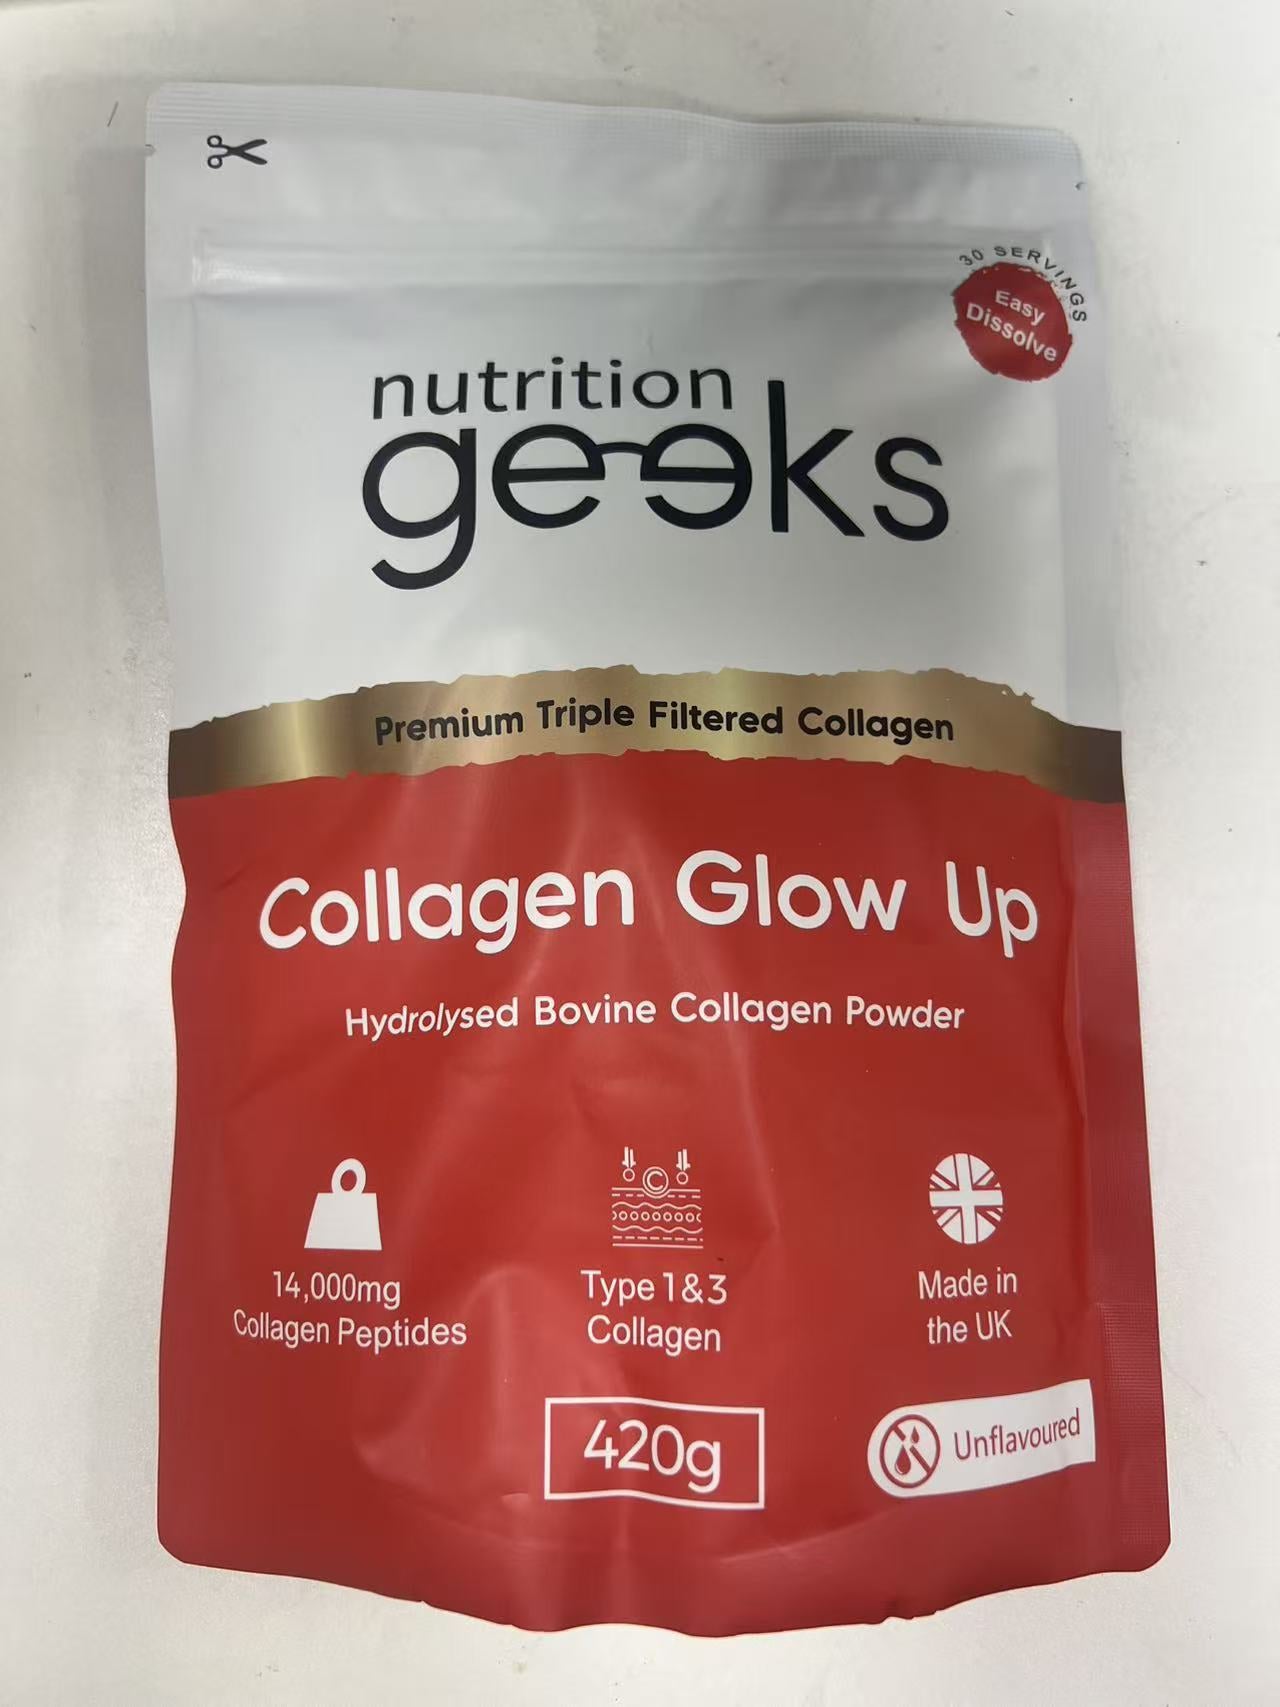 30 SERVINGS
Easy
Dissolve
nutrition
geeks
Premium Triple Filtered Collagen
Collagen Glow Up
Hydrolysed Bovine Collagen Powder
14,000mg
Collagen Peptides
C
Type 1&3
Collagen
Made in
the UK
420g
Unflavoured